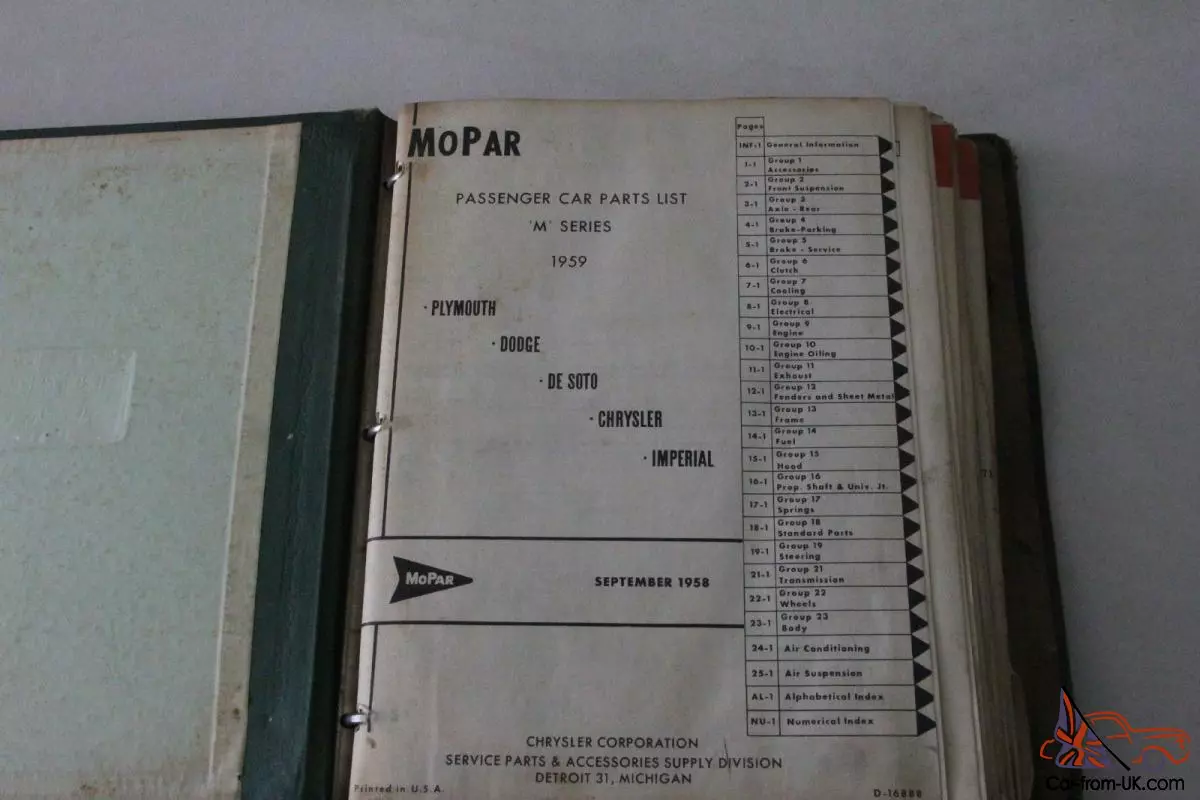 MOPAR
PASSENGER CAR PARTS LIST
'M' SERIES
1959
· PLYMOUTH
· DODGE
· DE SOTO
· CHRYSLER
· IMPERIAL
MOPAR
SEPTEMBER 1958
CHRYSLER CORPORATION
SERVICE PARTS & ACCESSORIES SUPPLY DIVISION
DETROIT 31, MICHIGAN
Printed in U.S.A.
D-16888
Pages
INF-1 General Information
1-1 Group 1
Accessories
2-1 Group 2
Front Suspension
3-1 Group 3
Axle - Rear
4-1 Group 4
Brake-Parking
5-1 Group 5
Brake - Service
6-1 Group 6
Clutch
7-1 Group 7
Cooling
8-1 Group 8
Electrical
9-1 Group 9
Engine
10-1 Group 10
Engine Oiling
11-1 Group 11
Exhaust
12-1 Group 12
Fenders and Sheet Metal
13-1 Group 13
Frame
14-1 Group 14
Fuel
15-1 Group 15
Hood
16-1 Group 16
Prop. Shaft & Univ. Jt.
17-1 Group 17
Springs
18-1 Group 18
Standard Parts
19-1 Group 19
Steering
21-1 Group 21
Transmission
22-1 Group 22
Wheels
23-1 Group 23
Body
24-1 Air Conditioning
25-1 Air Suspension
AL-1 Alphabetical Index
NU-1 Numerical Index
Car-from-UK.com